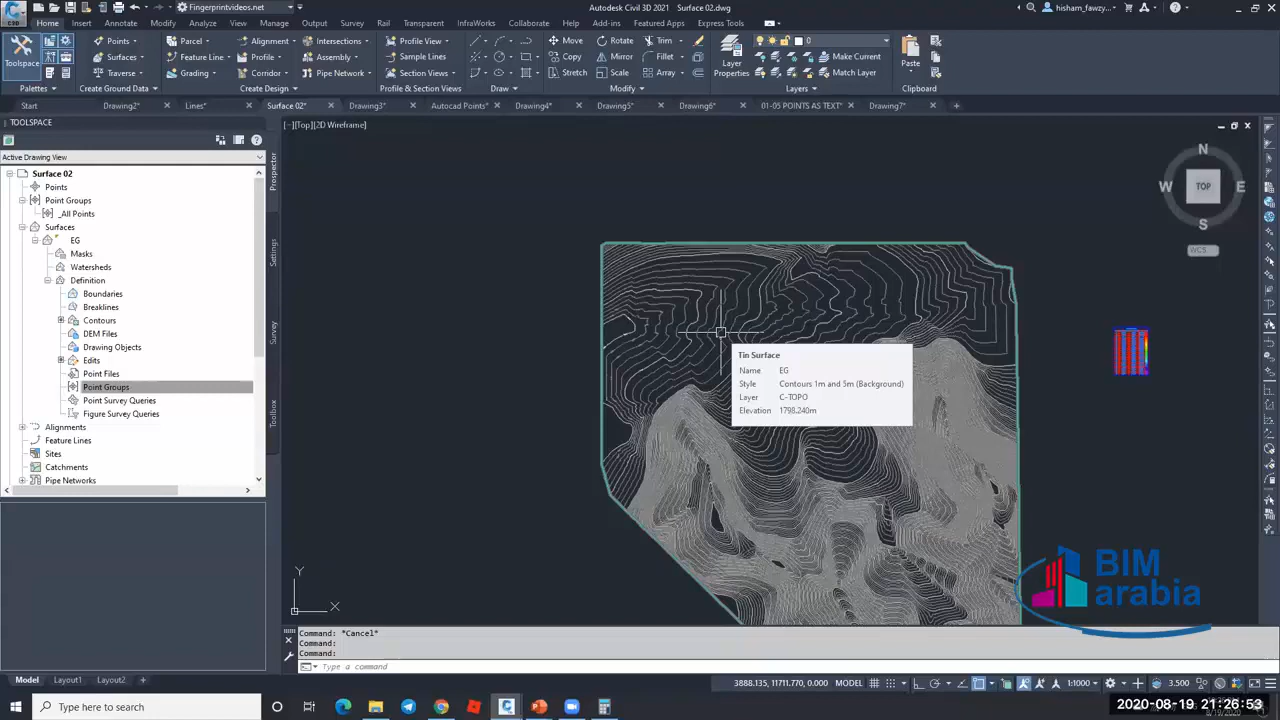 C3D
Fingerprintvideos.net
Autodesk Civil 3D 2021 Surface 02.dwg
hisham_fawzy...
Home Insert Annotate Modify Analyze View Manage Output Survey Rail Transparent InfraWorks Collaborate Help Add-ins Featured Apps Express Tools
Toolspace
Palettes
Points
Surfaces
Traverse
Create Ground Data
Parcel
Feature Line
Grading
Alignment
Profile
Corridor
Intersections
Assembly
Pipe Network
Create Design
Profile View
Sample Lines
Section Views
Profile & Section Views
Draw
Move
Copy
Stretch
Rotate
Mirror
Scale
Trim
Fillet
Array
Modify
Layer
Properties
0
Make Current
Match Layer
Layers
Paste
Clipboard
Start Drawing2* Lines* Surface 02* Drawing3* Autocad Points* Drawing4* Drawing5* Drawing6* 01-05 POINTS AS TEXT* Drawing7*
TOOLSPACE
Active Drawing View
Surface 02
Points
Point Groups
_All Points
Surfaces
EG
Masks
Watersheds
Definition
Boundaries
Breaklines
Contours
DEM Files
Drawing Objects
Edits
Point Files
Point Groups
Point Survey Queries
Figure Survey Queries
Alignments
Feature Lines
Sites
Catchments
Pipe Networks
Prospector
Settings
Survey
Toolbox
[−][Top][2D Wireframe]
N
W TOP E
S
WCS
Tin Surface
Name EG
Style Contours 1m and 5m (Background)
Layer C-TOPO
Elevation 1798.240m
Y
X
BIM
arabia
Command: *Cancel*
Command:
Command:
Type a command
Model Layout1 Layout2
3888.135, 11711.770, 0.000 MODEL
1:1000
3.500
Type here to search
2020-08-19 21:26:53